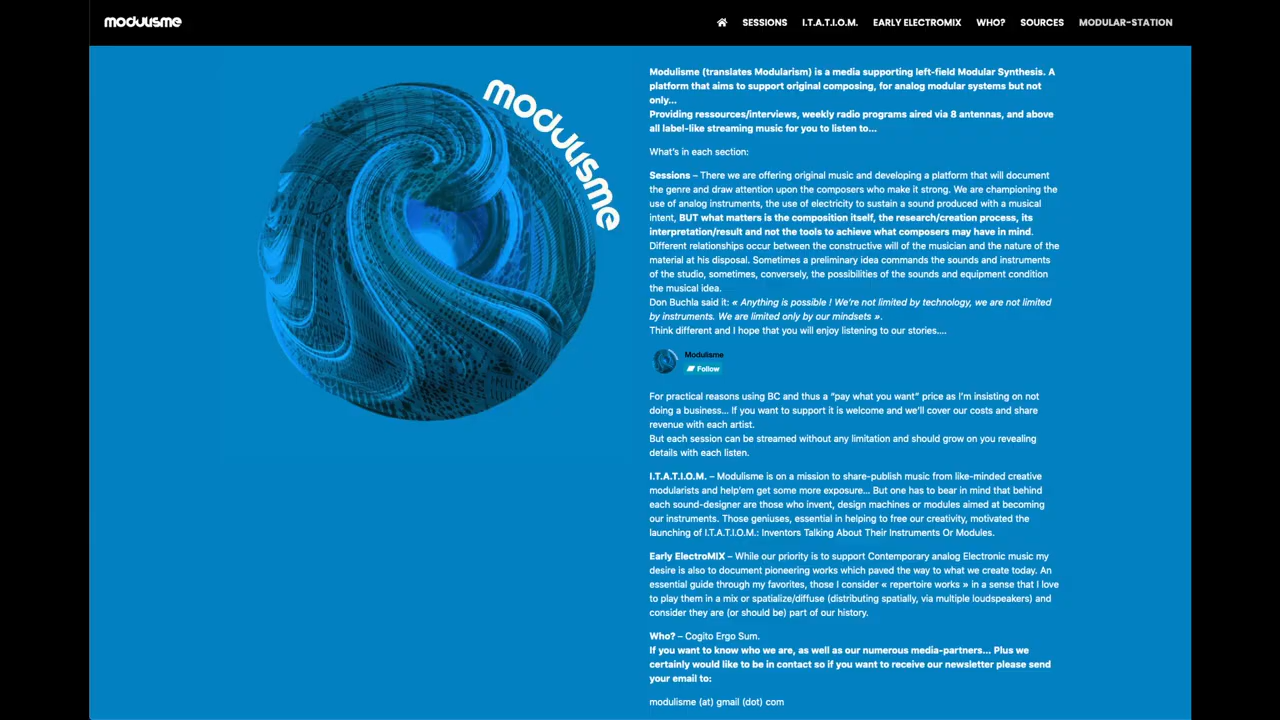 modulisme
SESSIONS I.T.A.T.I.O.M. EARLY ELECTROMIX WHO? SOURCES MODULAR-STATION
modulisme
Modulisme (translates Modularism) is a media supporting left-field Modular Synthesis. A
platform that aims to support original composing, for analog modular systems but not
only...
Providing ressources/interviews, weekly radio programs aired via 8 antennas, and above
all label-like streaming music for you to listen to...
What's in each section:
Sessions – There we are offering original music and developing a platform that will document
the genre and draw attention upon the composers who make it strong. We are championing the
use of analog instruments, the use of electricity to sustain a sound produced with a musical
intent, BUT what matters is the composition itself, the research/creation process, its
interpretation/result and not the tools to achieve what composers may have in mind.
Different relationships occur between the constructive will of the musician and the nature of the
material at his disposal. Sometimes a preliminary idea commands the sounds and instruments
of the studio, sometimes, conversely, the possibilities of the sounds and equipment condition
the musical idea.
Don Buchla said it: « Anything is possible ! We're not limited by technology, we are not limited
by instruments. We are limited only by our mindsets ».
Think different and I hope that you will enjoy listening to our stories....
Modulisme
Follow
For practical reasons using BC and thus a "pay what you want" price as I'm insisting on not
doing a business... If you want to support it is welcome and we'll cover our costs and share
revenue with each artist.
But each session can be streamed without any limitation and should grow on you revealing
details with each listen.
I.T.A.T.I.O.M. – Modulisme is on a mission to share-publish music from like-minded creative
modularists and help'em get some more exposure... But one has to bear in mind that behind
each sound-designer are those who invent, design machines or modules aimed at becoming
our instruments. Those geniuses, essential in helping to free our creativity, motivated the
launching of I.T.A.T.I.O.M.: Inventors Talking About Their Instruments Or Modules.
Early ElectroMIX – While our priority is to support Contemporary analog Electronic music my
desire is also to document pioneering works which paved the way to what we create today. An
essential guide through my favorites, those I consider « repertoire works » in a sense that I love
to play them in a mix or spatialize/diffuse (distributing spatially, via multiple loudspeakers) and
consider they are (or should be) part of our history.
Who? – Cogito Ergo Sum.
If you want to know who we are, as well as our numerous media-partners... Plus we
certainly would like to be in contact so if you want to receive our newsletter please send
your email to:
modulisme (at) gmail (dot) com